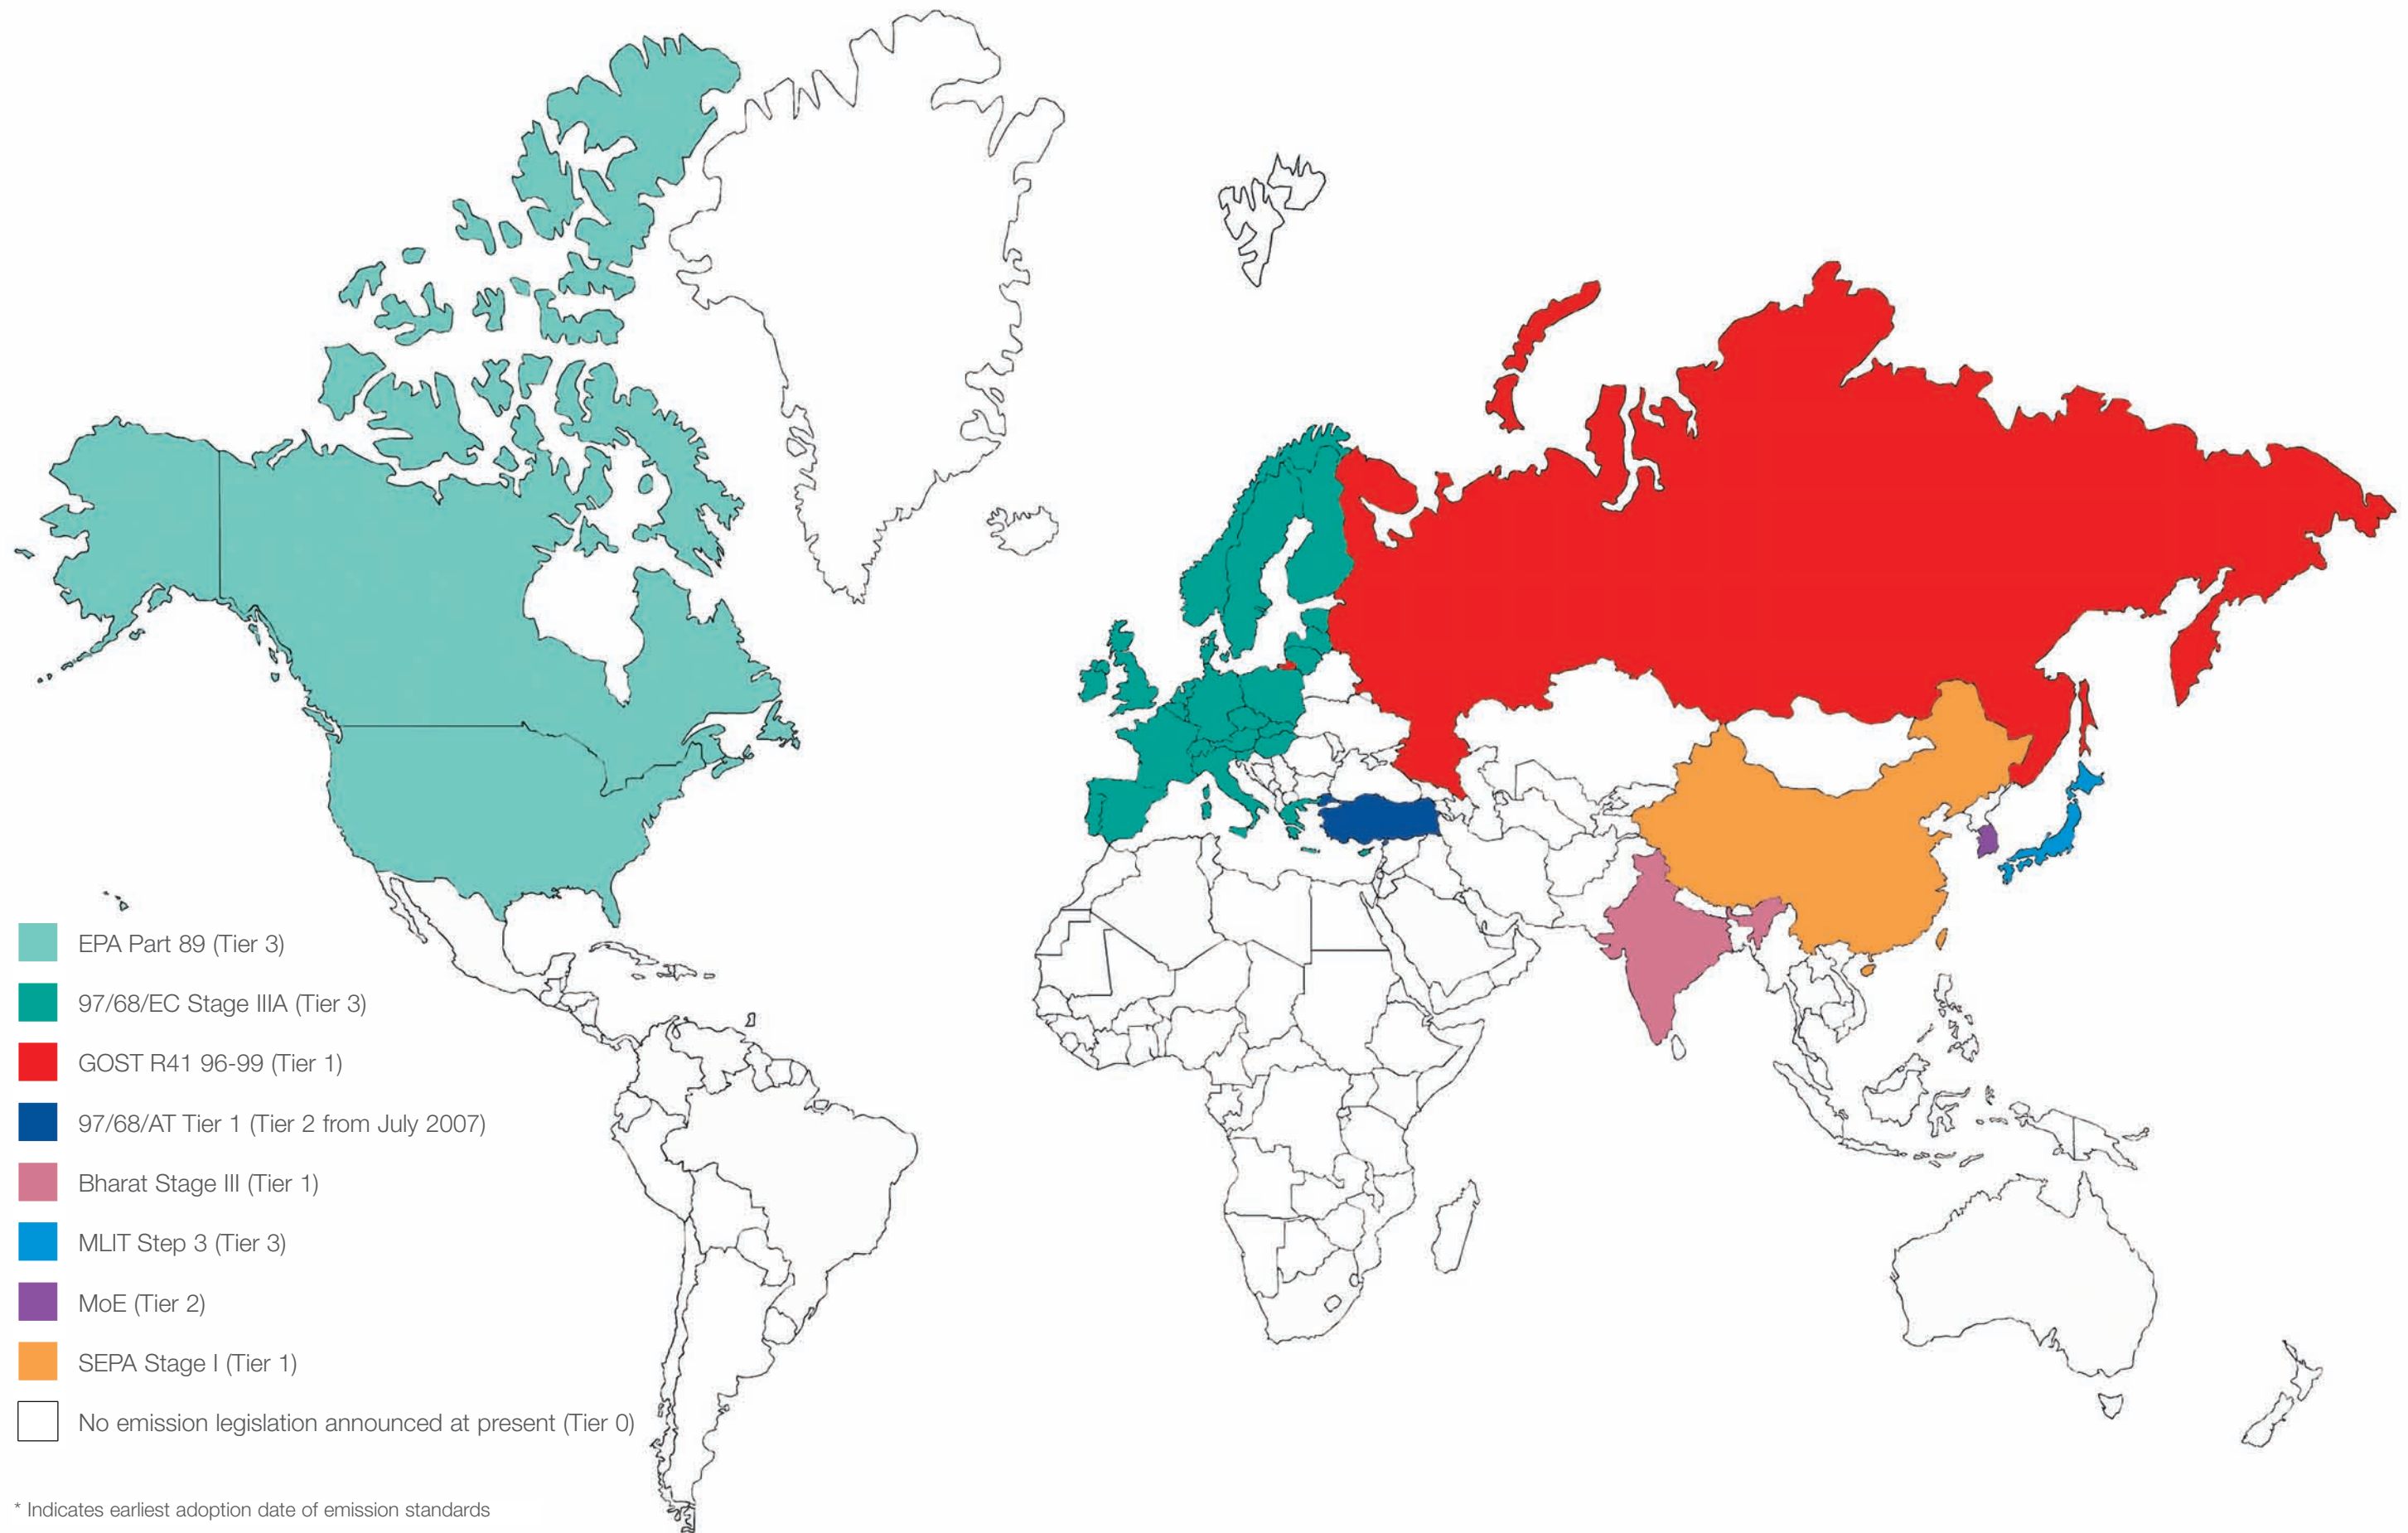 EPA Part 89 (Tier 3)
97/68/EC Stage IIIA (Tier 3)
GOST R41 96-99 (Tier 1)
97/68/AT Tier 1 (Tier 2 from July 2007)
Bharat Stage III (Tier 1)
MLIT Step 3 (Tier 3)
MoE (Tier 2)
SEPA Stage I (Tier 1)
No emission legislation announced at present (Tier 0)
* Indicates earliest adoption date of emission standards